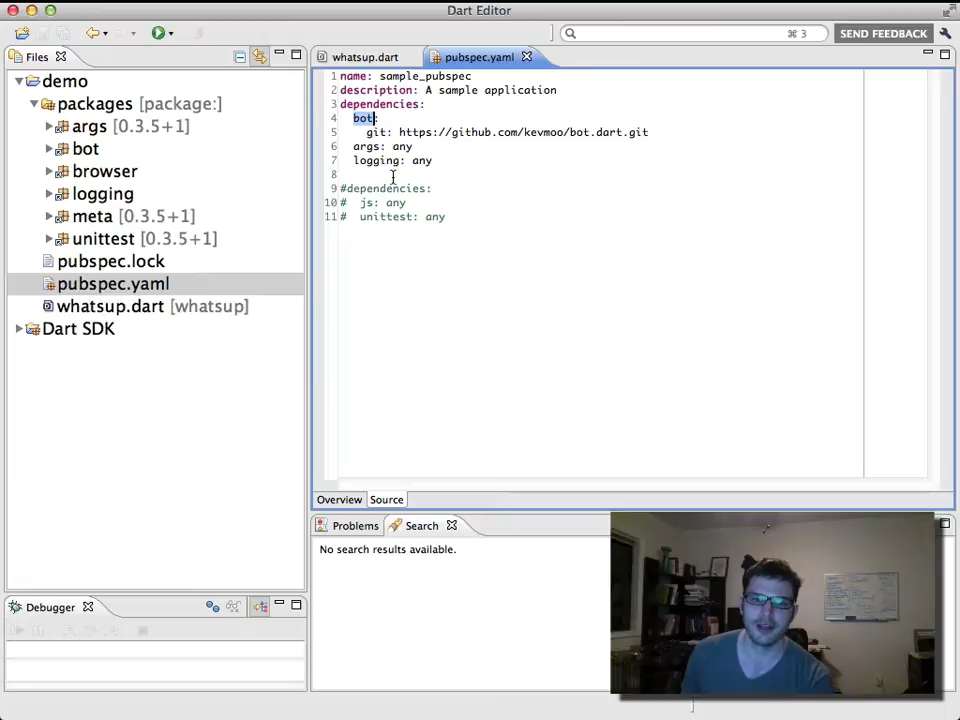 Dart Editor
⌘ 3
SEND FEEDBACK
Files
whatsup.dart
pubspec.yaml
demo
packages [package:]
args [0.3.5+1]
bot
browser
logging
meta [0.3.5+1]
unittest [0.3.5+1]
pubspec.lock
pubspec.yaml
whatsup.dart [whatsup]
Dart SDK
1 name: sample_pubspec
2 description: A sample application
3 dependencies:
4 bot:
5 git: https://github.com/kevmoo/bot.dart.git
6 args: any
7 logging: any
8
9 #dependencies:
10 # js: any
11 # unittest: any
Overview Source
Problems Search
No search results available.
Debugger